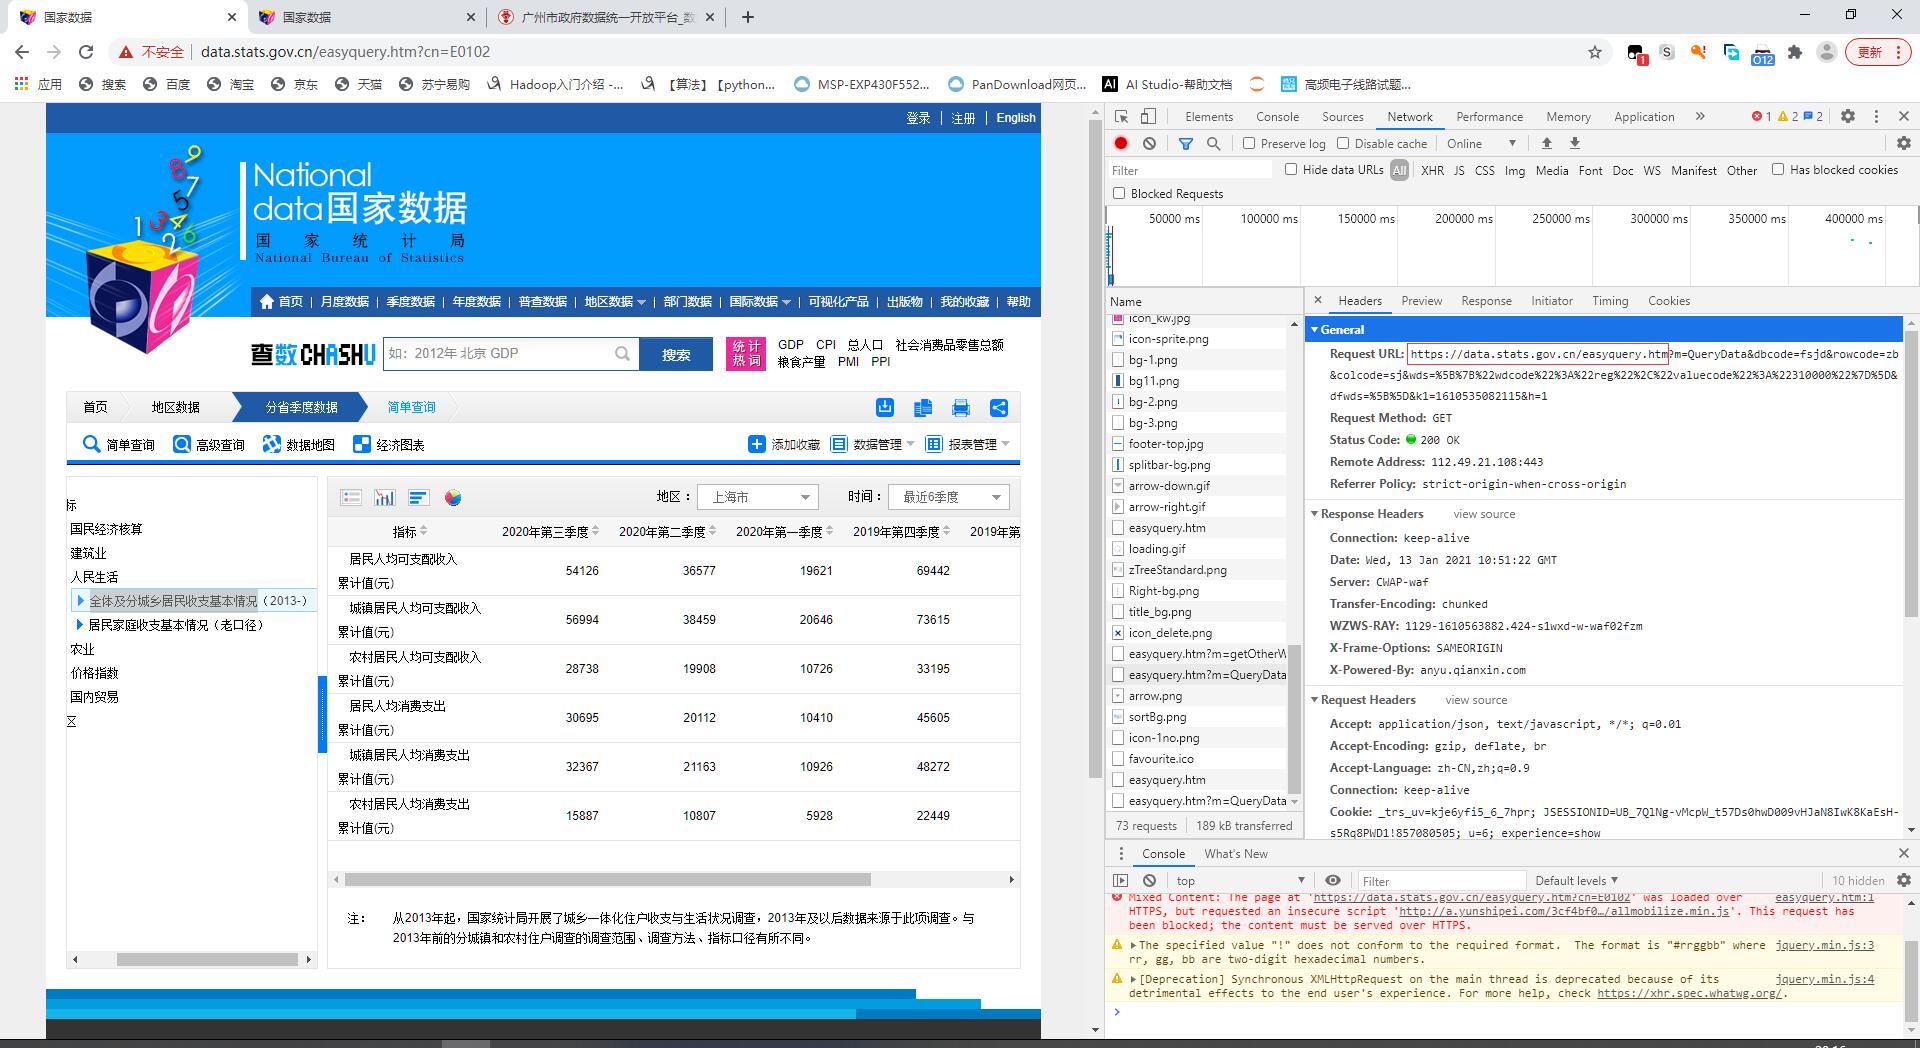 国家数据
国家数据
广州市政府数据统一开放平台_数
不安全
data.stats.gov.cn/easyquery.htm?cn=E0102
1
S
O12
更新
应用
搜索
百度
淘宝
京东
天猫
苏宁易购
Hadoop入门介绍 -...
【算法】【python...
MSP-EXP430F552...
PanDownload网页...
AI
AI Studio-帮助文档
高频电子线路试题...
登录 | 注册 | English
National
data国家数据
国家统计局
National Bureau of Statistics
首页 | 月度数据 | 季度数据 | 年度数据 | 普查数据 | 地区数据 | 部门数据 | 国际数据 | 可视化产品 | 出版物 | 我的收藏 | 帮助
查数CHASHU
如：2012年 北京 GDP
搜索
统计
热词
GDP CPI 总人口 社会消费品零售总额
粮食产量 PMI PPI
首页
地区数据
分省季度数据
简单查询
简单查询
高级查询
数据地图
经济图表
添加收藏
数据管理
报表管理
标
国民经济核算
建筑业
人民生活
全体及分城乡居民收支基本情况（2013-）
居民家庭收支基本情况（老口径）
农业
价格指数
国内贸易
地区：
上海市
时间：
最近6季度
指标 2020年第三季度 2020年第二季度 2020年第一季度 2019年第四季度 2019年第
居民人均可支配收入
累计值(元)
54126 36577 19621 69442
城镇居民人均可支配收入
累计值(元)
56994 38459 20646 73615
农村居民人均可支配收入
累计值(元)
28738 19908 10726 33195
居民人均消费支出
累计值(元)
30695 20112 10410 45605
城镇居民人均消费支出
累计值(元)
32367 21163 10926 48272
农村居民人均消费支出
累计值(元)
15887 10807 5928 22449
注：
从2013年起，国家统计局开展了城乡一体化住户收支与生活状况调查，2013年及以后数据来源于此项调查。与
2013年前的分城镇和农村住户调查的调查范围、调查方法、指标口径有所不同。
Elements Console Sources Network Performance Memory Application
1 2 2
Preserve log
Disable cache
Online
Filter
Hide data URLs
All XHR JS CSS Img Media Font Doc WS Manifest Other
Has blocked cookies
Blocked Requests
50000 ms 100000 ms 150000 ms 200000 ms 250000 ms 300000 ms 350000 ms 400000 ms
Name
icon_kw.jpg
icon-sprite.png
bg-1.png
bg11.png
bg-2.png
bg-3.png
footer-top.jpg
splitbar-bg.png
arrow-down.gif
arrow-right.gif
easyquery.htm
loading.gif
zTreeStandard.png
Right-bg.png
title_bg.png
icon_delete.png
easyquery.htm?m=getOtherW
easyquery.htm?m=QueryData
arrow.png
sortBg.png
icon-1no.png
favourite.ico
easyquery.htm
easyquery.htm?m=QueryData
73 requests | 189 kB transferred
Headers Preview Response Initiator Timing Cookies
General
Request URL: https://data.stats.gov.cn/easyquery.htm?m=QueryData&dbcode=fsjd&rowcode=zb
&colcode=sj&wds=%5B%7B%22wdcode%22%3A%22reg%22%2C%22valuecode%22%3A%22310000%22%7D%5D&
dfwds=%5B%5D&k1=1610535082115&h=1
Request Method: GET
Status Code: 200 OK
Remote Address: 112.49.21.108:443
Referrer Policy: strict-origin-when-cross-origin
Response Headers view source
Connection: keep-alive
Date: Wed, 13 Jan 2021 10:51:22 GMT
Server: CWAP-waf
Transfer-Encoding: chunked
WZWS-RAY: 1129-1610563882.424-s1wxd-w-waf02fzm
X-Frame-Options: SAMEORIGIN
X-Powered-By: anyu.qianxin.com
Request Headers view source
Accept: application/json, text/javascript, */*; q=0.01
Accept-Encoding: gzip, deflate, br
Accept-Language: zh-CN,zh;q=0.9
Connection: keep-alive
Cookie: _trs_uv=kje6yfi5_6_7hpr; JSESSIONID=UB_7QlNg-vMcpW_t57Ds0hwD009vHJaN8IwK8KaEsH-
s5Rq8PWD1!857080505; u=6; experience=show
Console What's New
top
Filter
Default levels
10 hidden
Mixed Content: The page at 'https://data.stats.gov.cn/easyquery.htm?cn=E0102' was loaded over easyquery.htm:1
HTTPS, but requested an insecure script 'http://a.yunshipei.com/3cf4bf0…/allmobilize.min.js'. This request has
been blocked; the content must be served over HTTPS.
The specified value "!" does not conform to the required format. The format is "#rrggbb" where jquery.min.js:3
rr, gg, bb are two-digit hexadecimal numbers.
[Deprecation] Synchronous XMLHttpRequest on the main thread is deprecated because of its jquery.min.js:4
detrimental effects to the end user's experience. For more help, check https://xhr.spec.whatwg.org/.